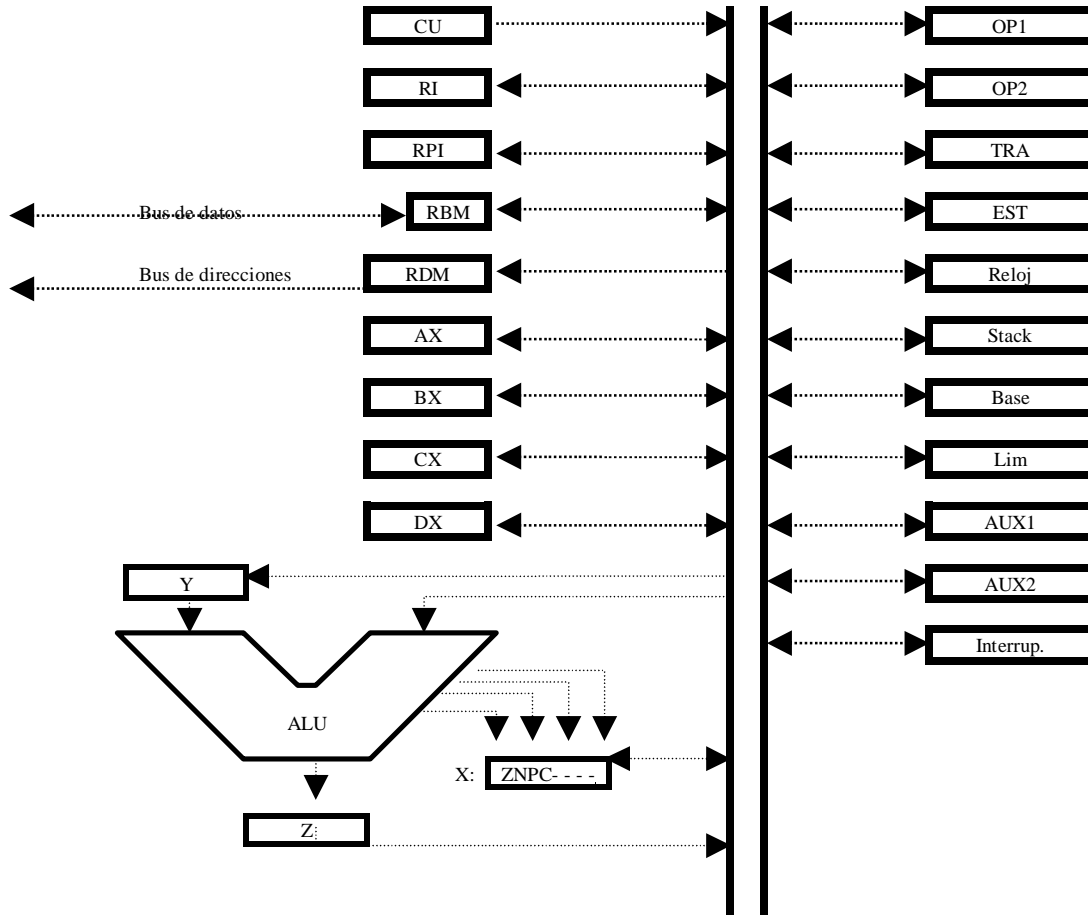 CU
OP1
RI
OP2
RPI
TRA
Bus de datos
RBM
EST
Bus de direcciones
RDM
Reloj
AX
Stack
BX
Base
CX
Lim
DX
AUX1
Y
AUX2
Interrup.
ALU
X: ZNPC- - - -
Z